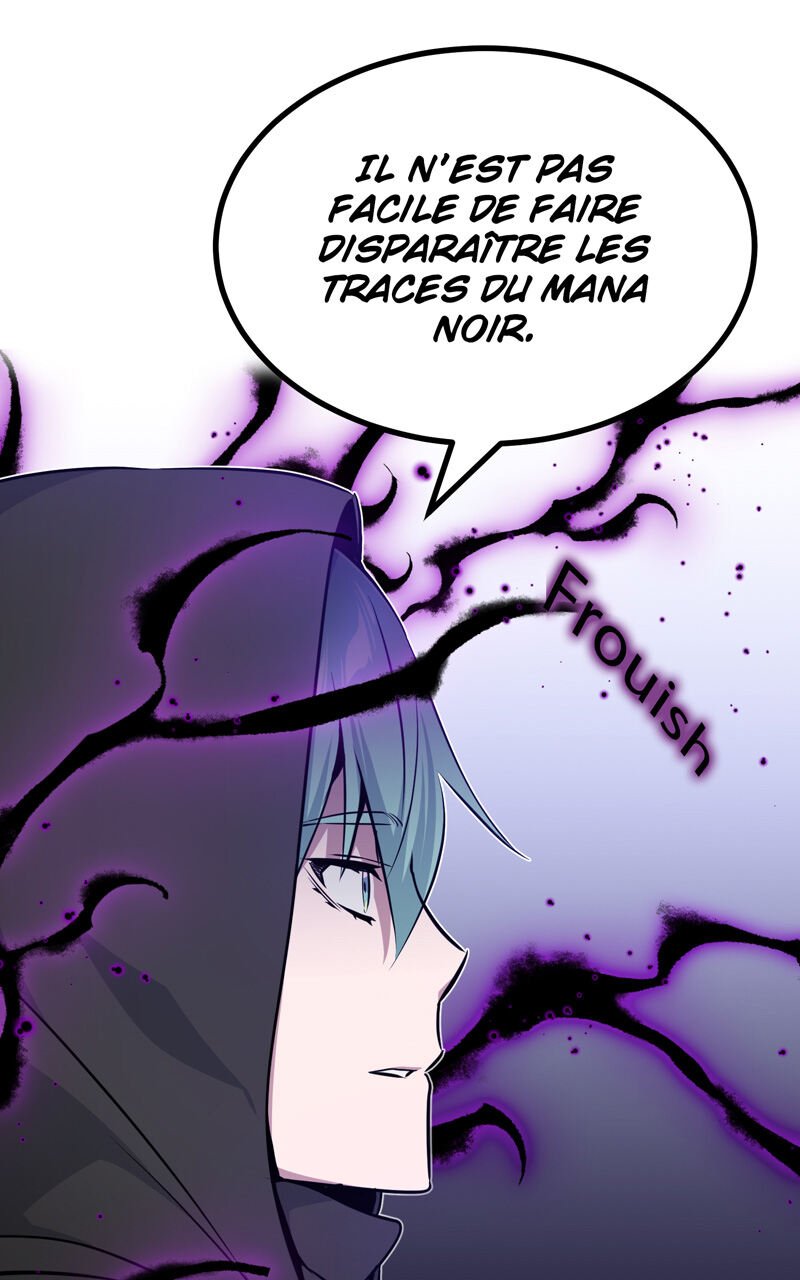 IL N'EST PAS
FACILE DE FAIRE
DISPARAÎTRE LES
TRACES DU MANA
NOIR.
Frouish